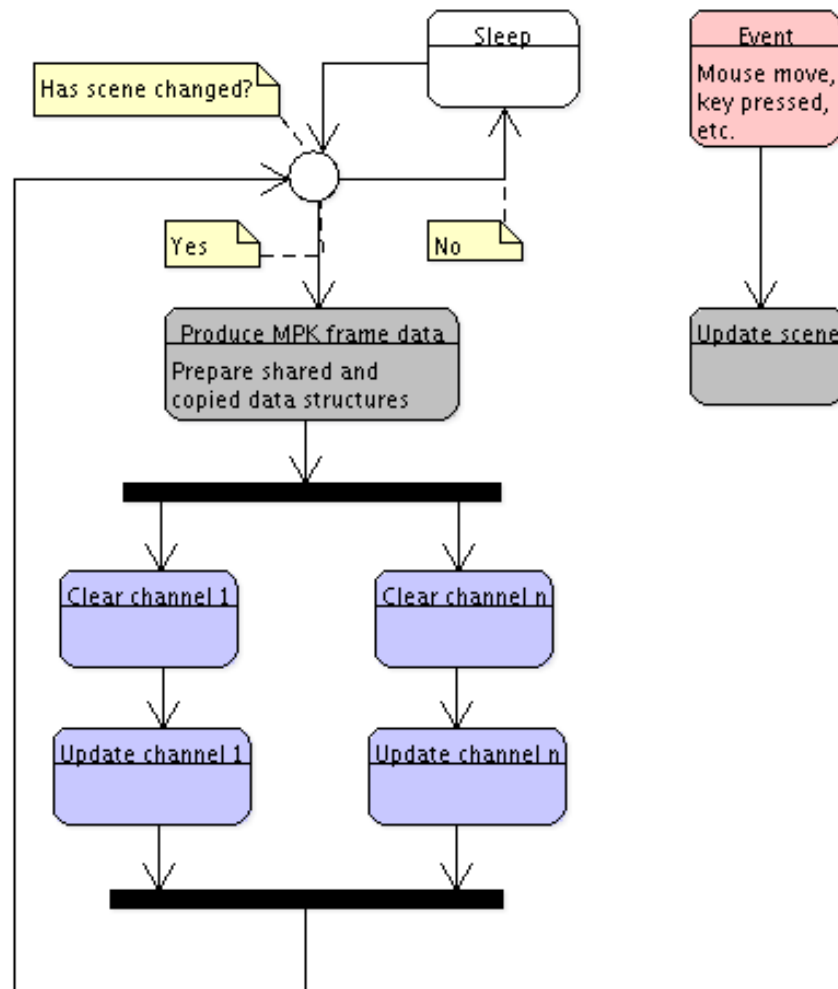 Sleep
Event
Mouse move,
key pressed,
etc.
Has scene changed?
Yes
No
Produce MPK frame data
Prepare shared and
copied data structures
Update scene
Clear channel 1
Clear channel n
Update channel 1
Update channel n